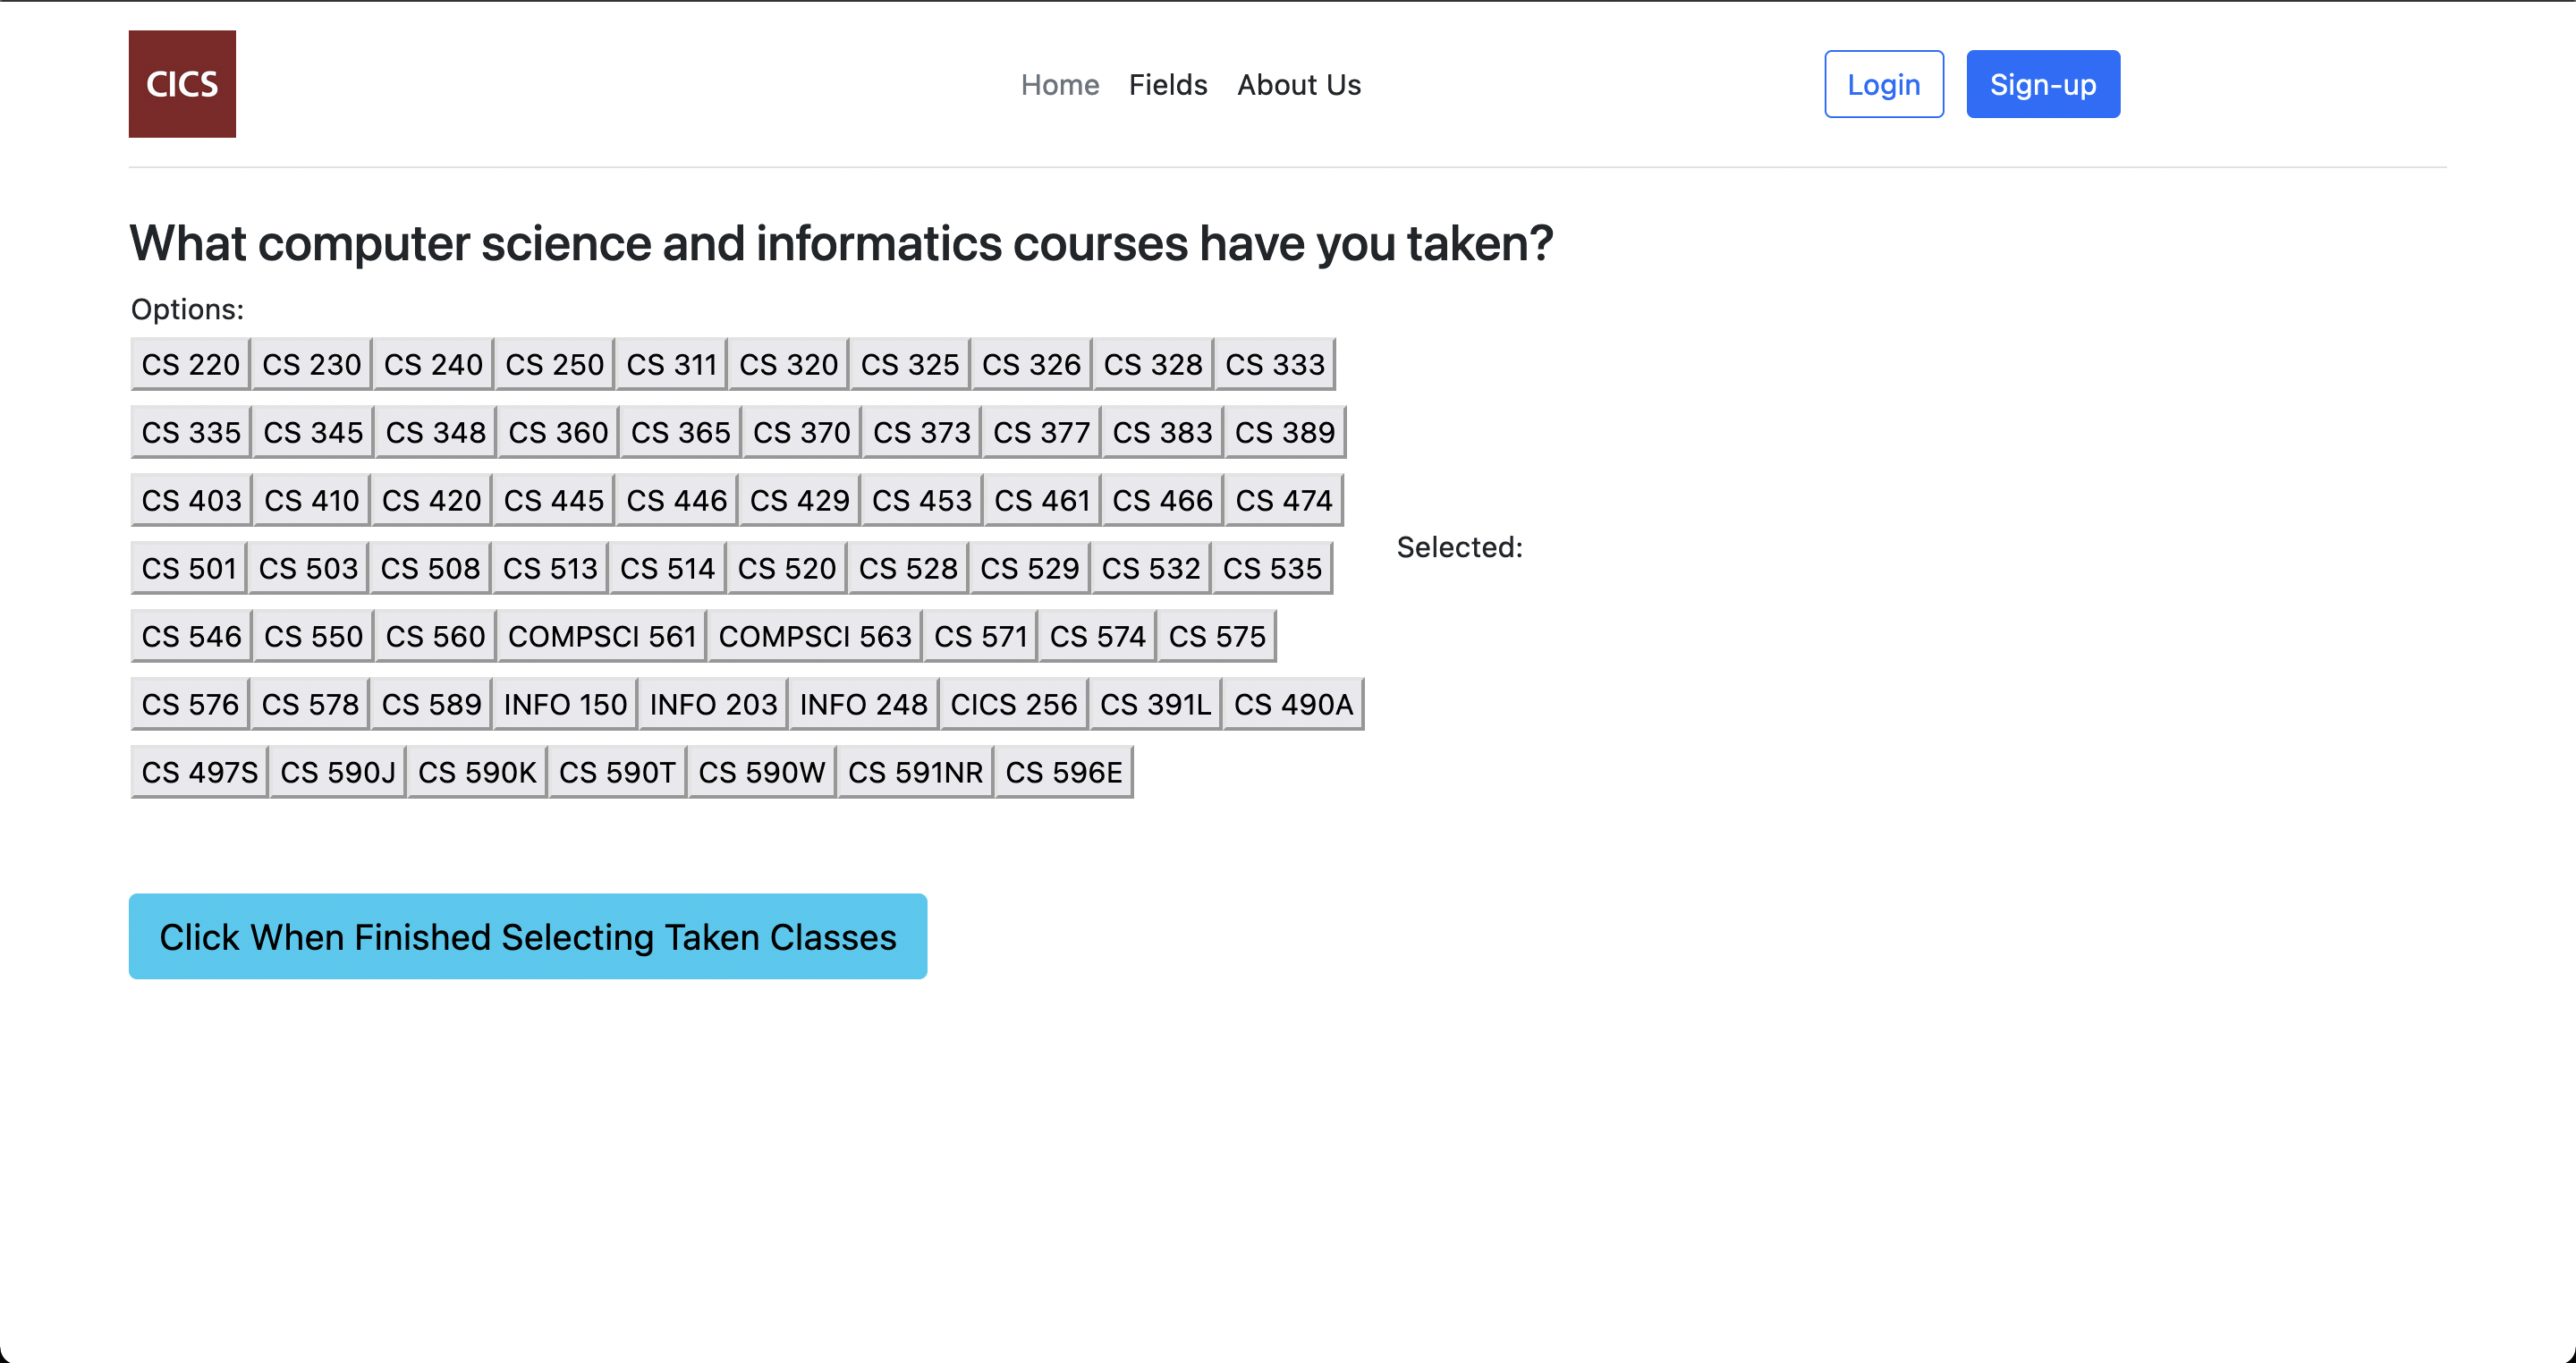 CICS
Home Fields About Us
Login Sign-up
What computer science and informatics courses have you taken?
Options:
CS 220 CS 230 CS 240 CS 250 CS 311 CS 320 CS 325 CS 326 CS 328 CS 333
CS 335 CS 345 CS 348 CS 360 CS 365 CS 370 CS 373 CS 377 CS 383 CS 389
CS 403 CS 410 CS 420 CS 445 CS 446 CS 429 CS 453 CS 461 CS 466 CS 474
CS 501 CS 503 CS 508 CS 513 CS 514 CS 520 CS 528 CS 529 CS 532 CS 535
CS 546 CS 550 CS 560 COMPSCI 561 COMPSCI 563 CS 571 CS 574 CS 575
CS 576 CS 578 CS 589 INFO 150 INFO 203 INFO 248 CICS 256 CS 391L CS 490A
CS 497S CS 590J CS 590K CS 590T CS 590W CS 591NR CS 596E
Selected:
Click When Finished Selecting Taken Classes